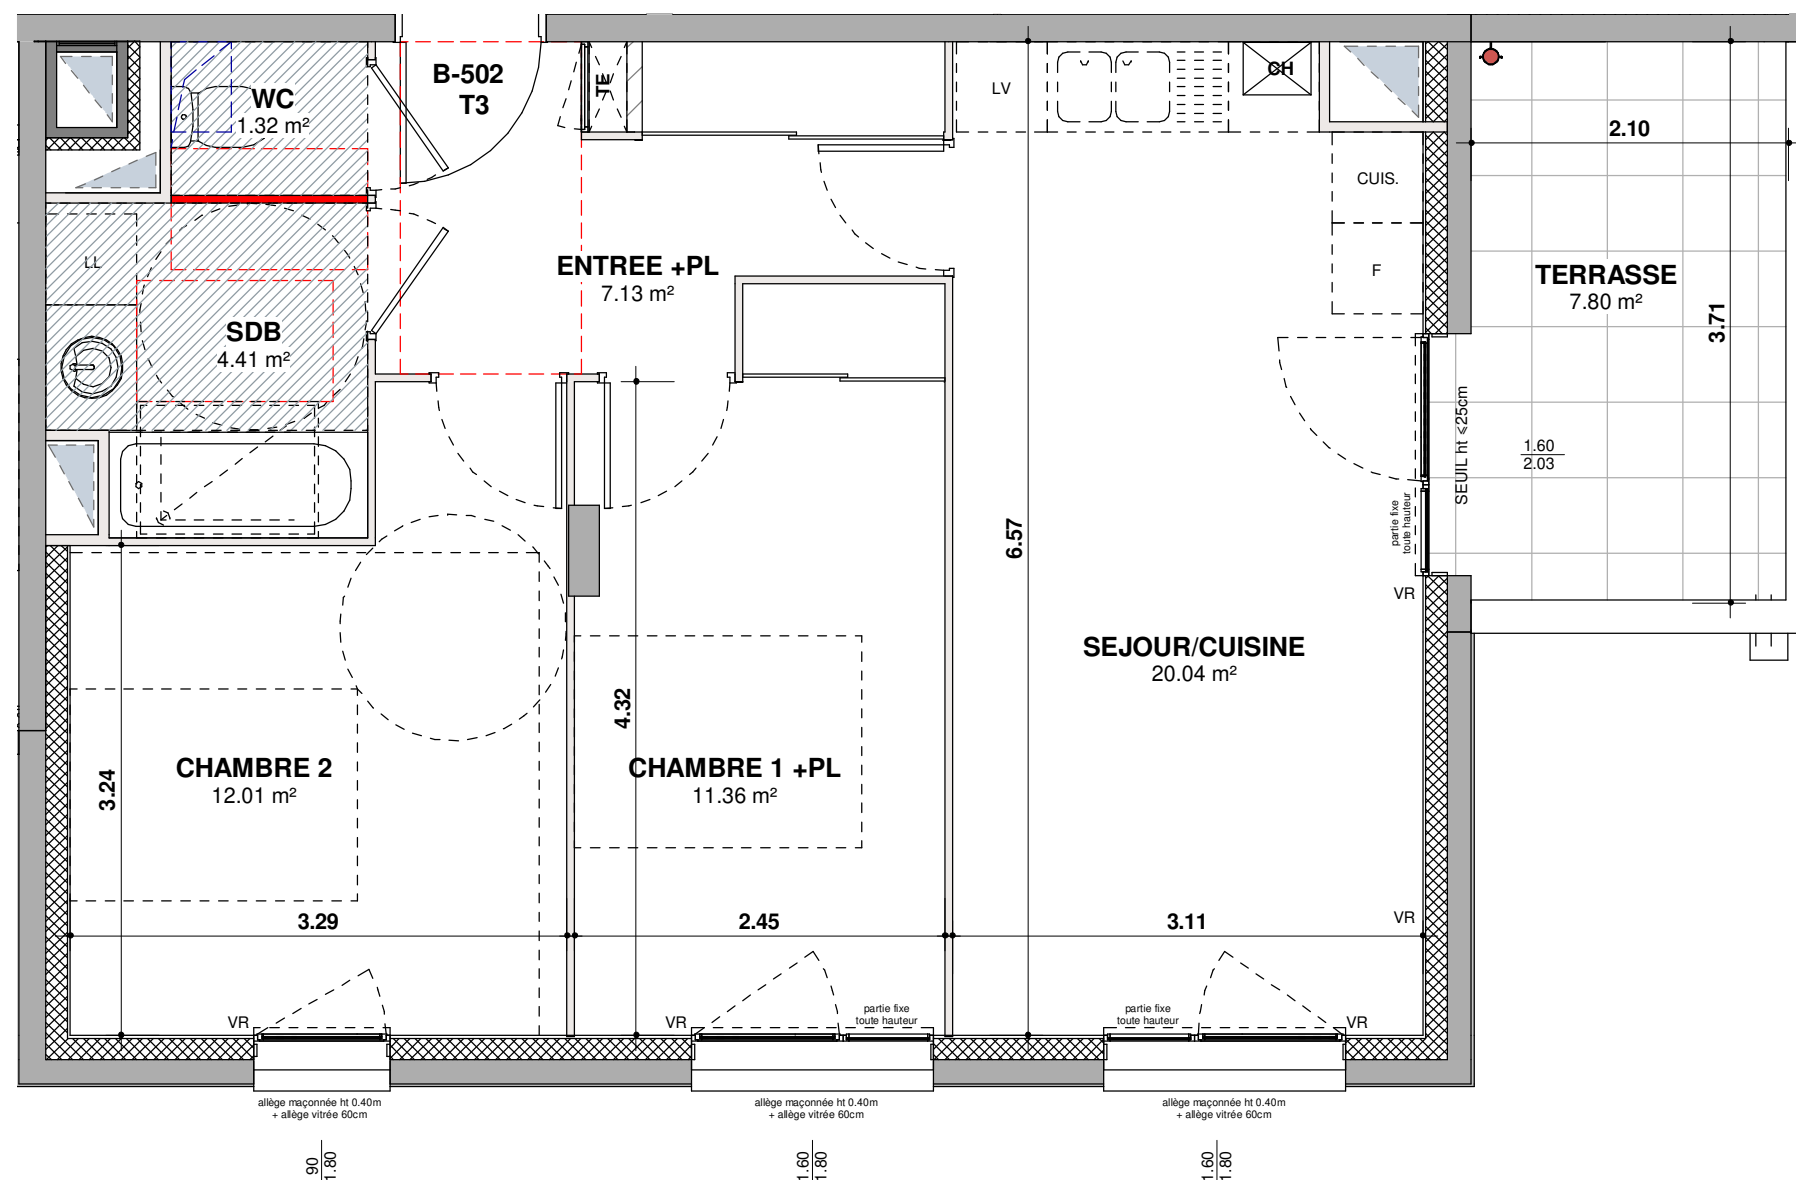 B-502
T3
WC
1.32 m²
TE
LV
CH
2.10
CUIS.
LL
ENTREE +PL
7.13 m²
F
TERRASSE
7.80 m²
3.71
SDB
4.41 m²
SEUIL ht ⩽25cm
1.60
2.03
partie fixe
toute hauteur
6.57
VR
SEJOUR/CUISINE
20.04 m²
4.32
CHAMBRE 2
12.01 m²
CHAMBRE 1 +PL
11.36 m²
3.24
3.29
2.45
3.11
VR
VR
VR
partie fixe
toute hauteur
partie fixe
toute hauteur
VR
allège maçonnée ht 0.40m
+ allège vitrée 60cm
allège maçonnée ht 0.40m
+ allège vitrée 60cm
allège maçonnée ht 0.40m
+ allège vitrée 60cm
90
1.80
1.60
1.80
1.60
1.80